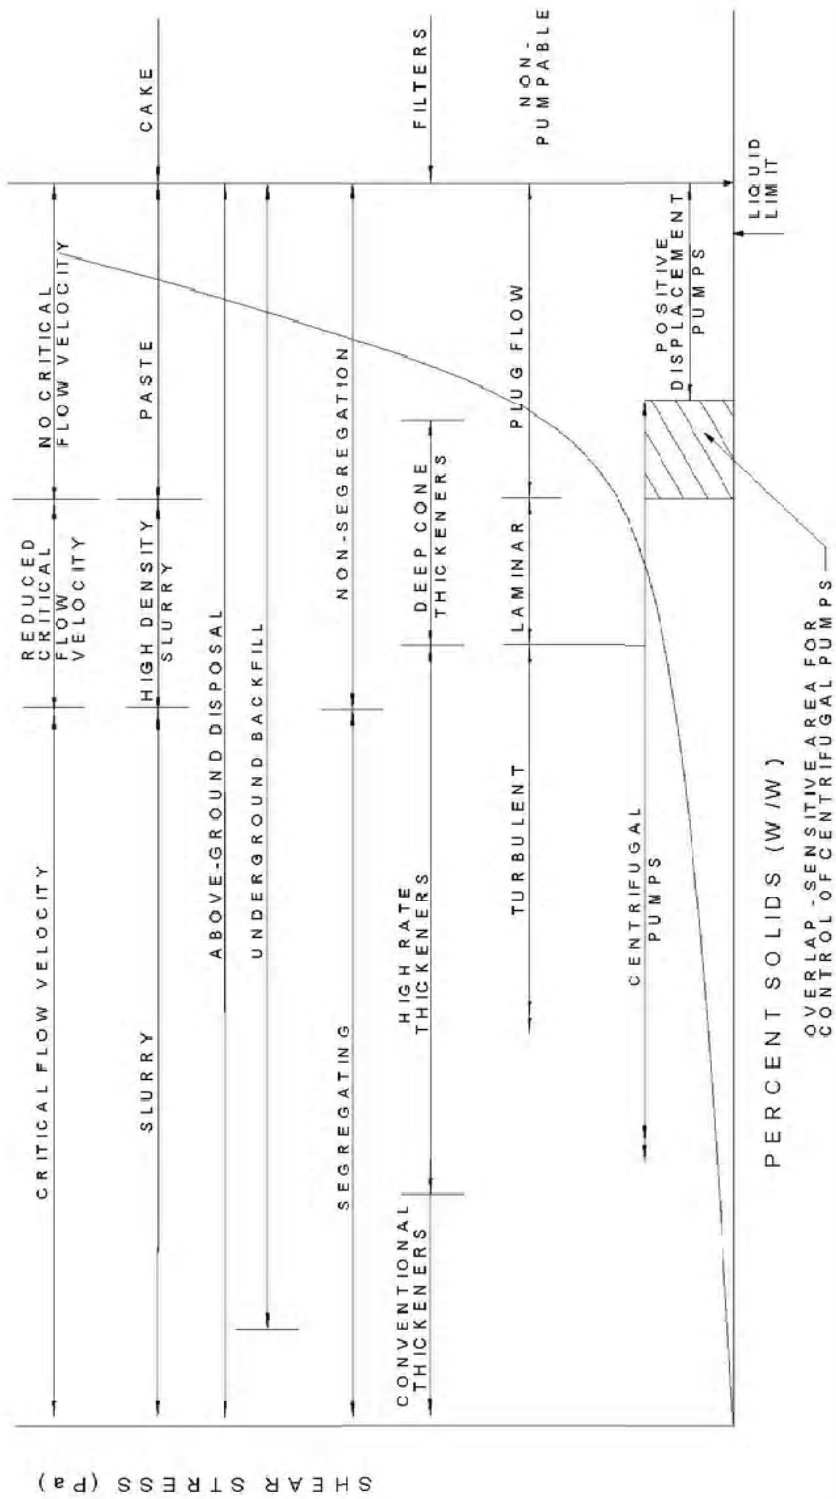 SHEAR STRESS (Pa)
CRITICAL FLOW VELOCITY
REDUCED
CRITICAL
FLOW
VELOCITY
NO CRITICAL
FLOW VELOCITY
SLURRY
HIGH DENSITY
SLURRY
PASTE
CAKE
ABOVE-GROUND DISPOSAL
UNDERGROUND BACKFILL
SEGREGATING
NON-SEGREGATION
CONVENTIONAL
THICKENERS
HIGH RATE
THICKENERS
DEEP CONE
THICKENERS
FILTERS
TURBULENT
LAMINAR
PLUG FLOW
NON-
PUMPABLE
CENTRIFUGAL
PUMPS
POSITIVE
DISPLACEMENT
PUMPS
LIQUID
LIMIT
PERCENT SOLIDS (W/W)
OVERLAP-SENSITIVE AREA FOR
CONTROL OF CENTRIFUGAL PUMPS